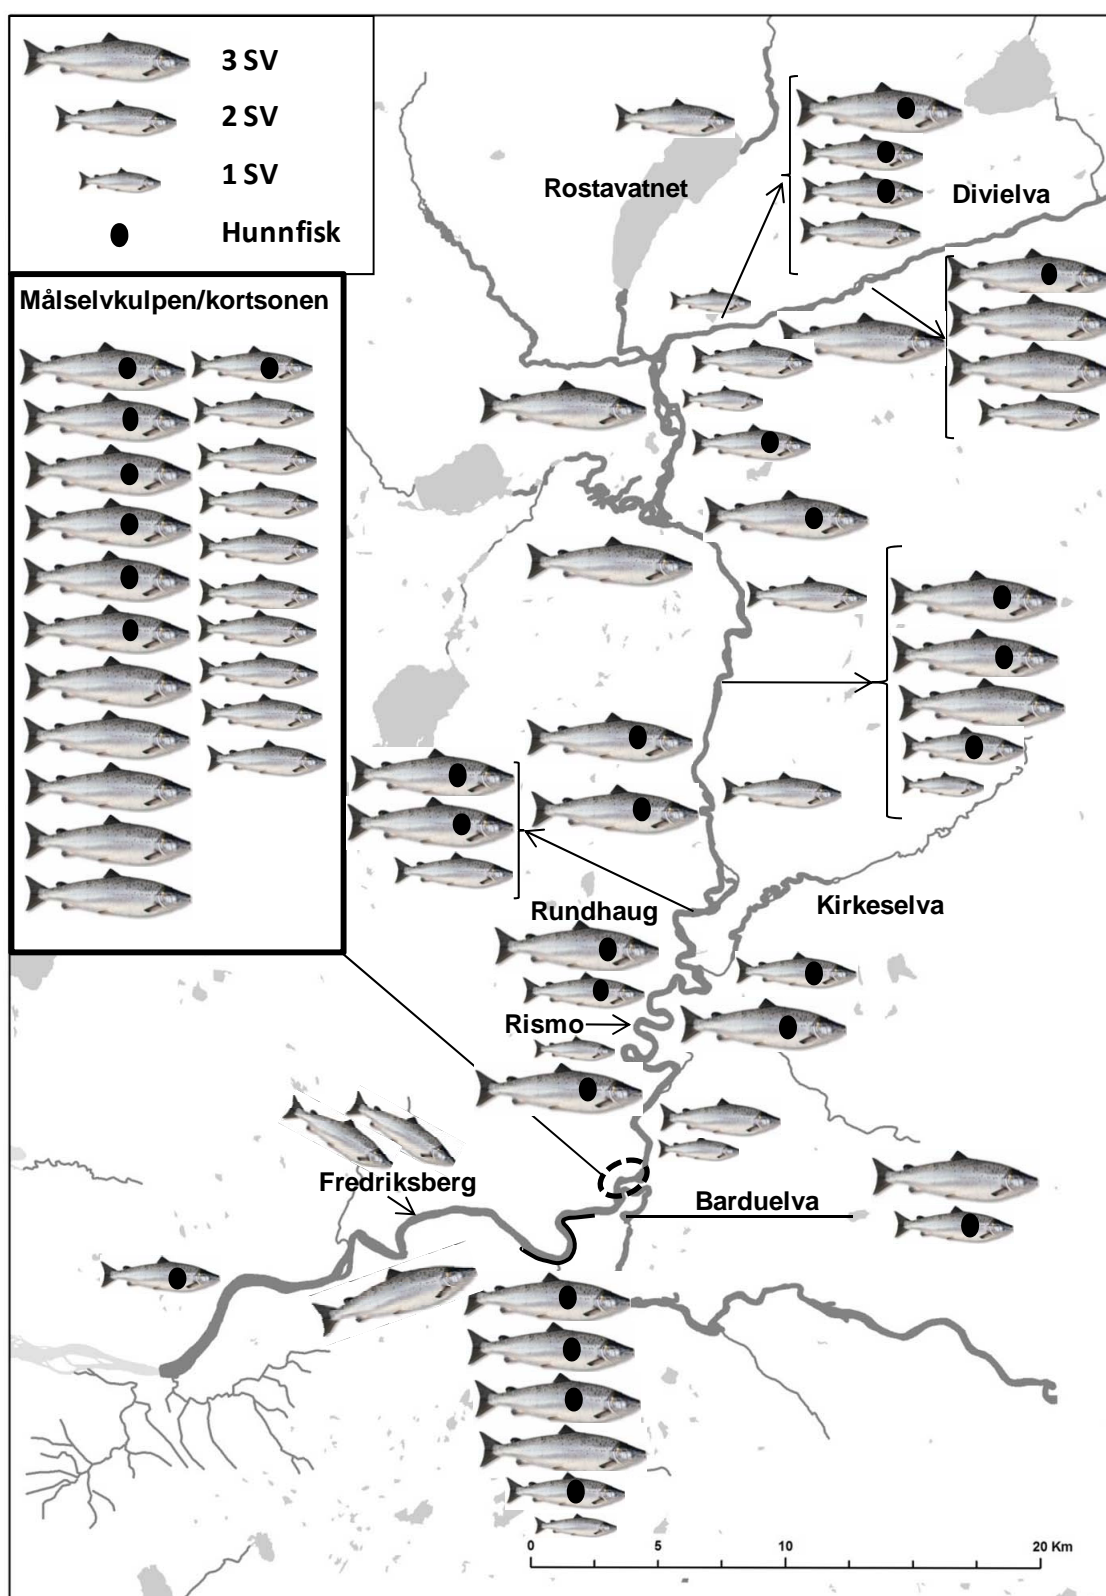 3 SV
2 SV
1 SV
Hunnfisk
Målselvkulpen/kortsonen
Rostavatnet
Divielva
Rundhaug
Kirkeselva
Rismo
Fredriksberg
Barduelva
0 5 10 20 Km